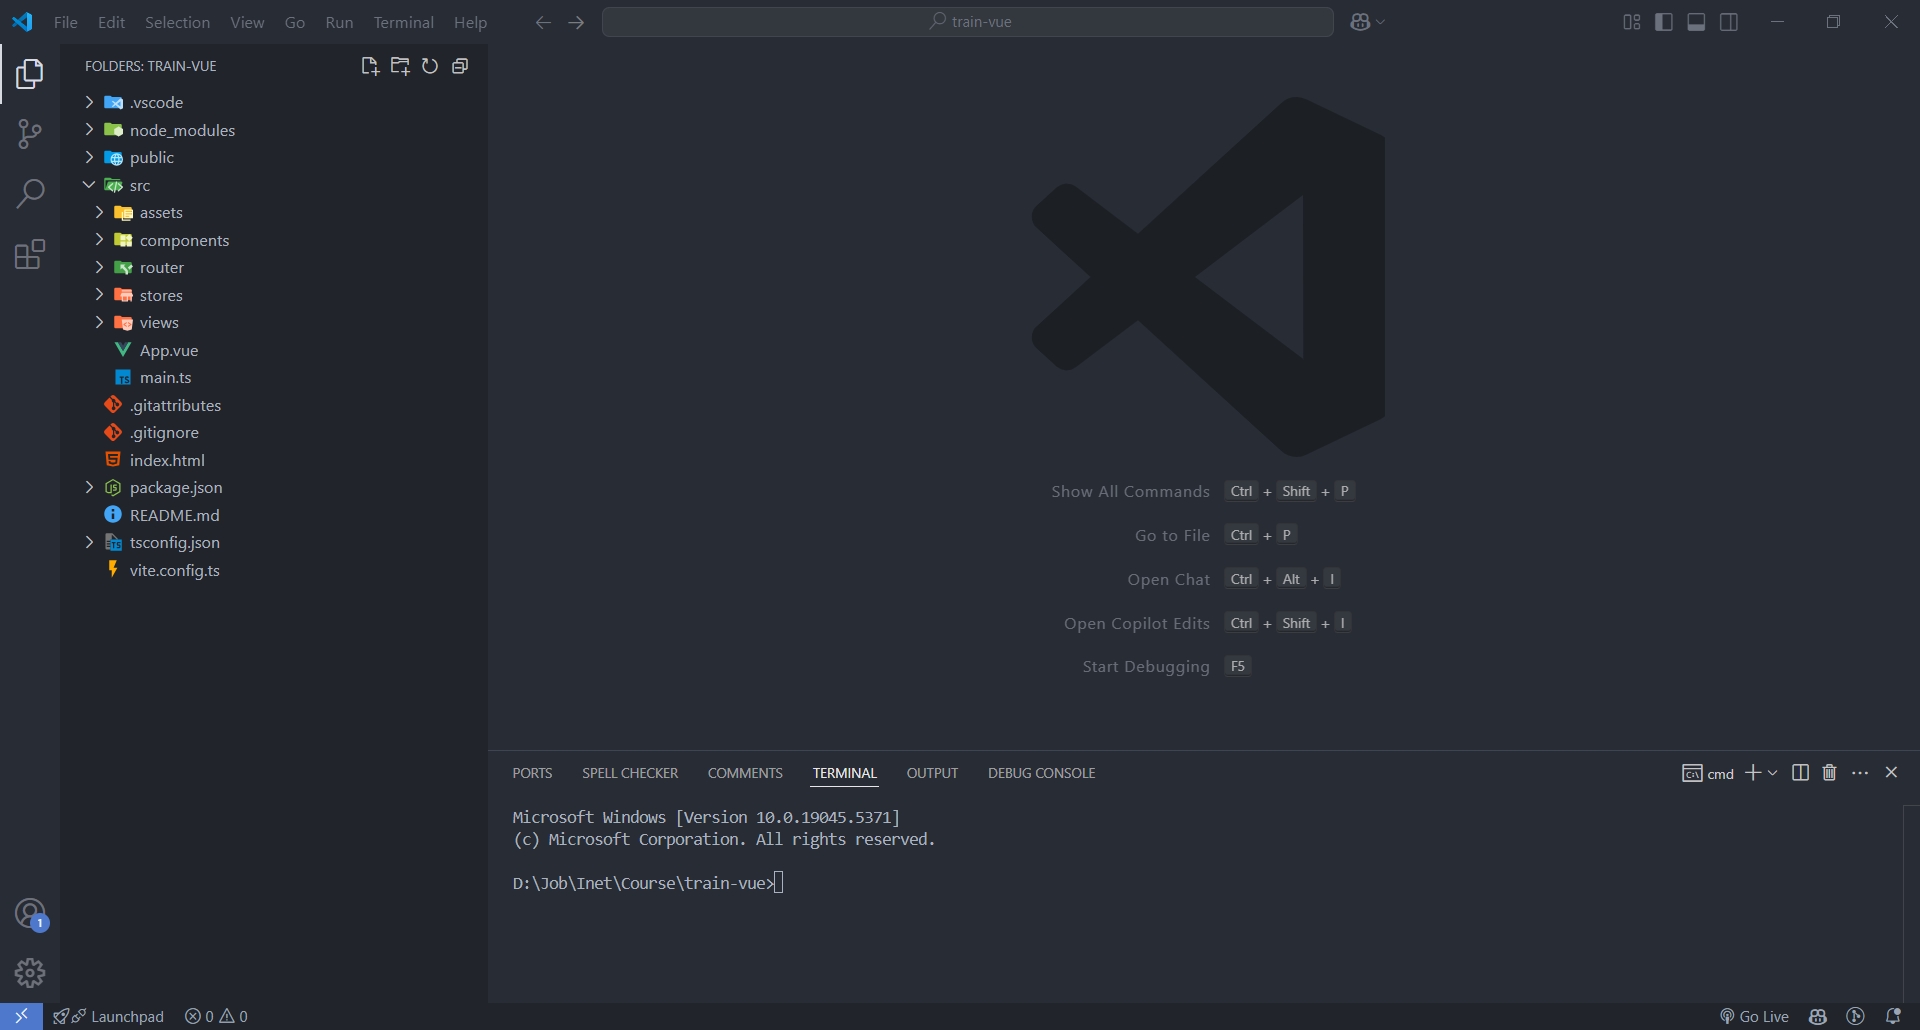 File Edit Selection View Go Run Terminal Help train-vue
FOLDERS: TRAIN-VUE
.vscode
node_modules
public
src
assets
components
router
stores
views
App.vue
TS main.ts
.gitattributes
.gitignore
5 index.html
JS package.json
README.md
TS tsconfig.json
vite.config.ts
Show All Commands Ctrl + Shift + P
Go to File Ctrl + P
Open Chat Ctrl + Alt + I
Open Copilot Edits Ctrl + Shift + I
Start Debugging F5
PORTS SPELL CHECKER COMMENTS TERMINAL OUTPUT DEBUG CONSOLE cmd
Microsoft Windows [Version 10.0.19045.5371]
(c) Microsoft Corporation. All rights reserved.
D:\Job\Inet\Course\train-vue>
1
Launchpad 0 0 Go Live